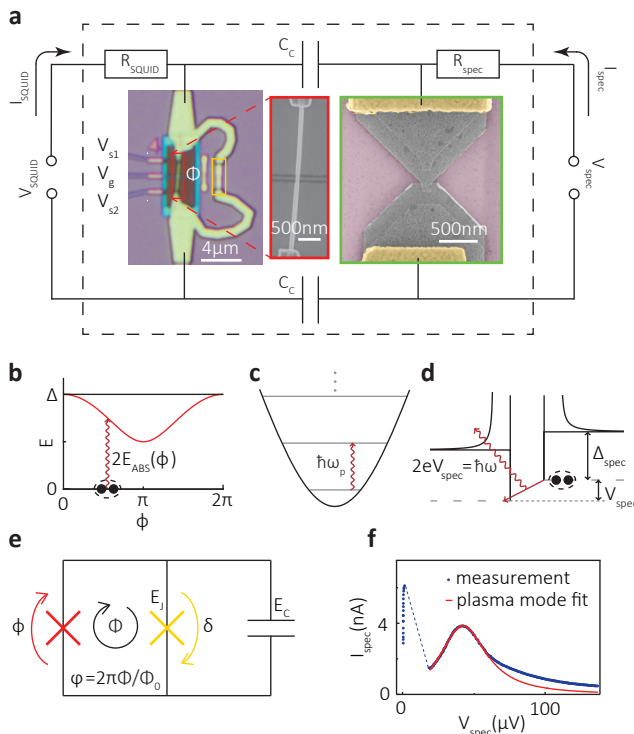 a
C_C
R_SQUID
R_spec
I_SQUID
I_spec
V_SQUID
V_spec
V_s1
V_g
V_s2
Φ
4μm
500nm
500nm
C_C
b
Δ
E
0
2E_ABS(ϕ)
0
π
2π
ϕ
c
ħω_p
d
2eV_spec=ħω
Δ_spec
V_spec
e
E_J
E_C
ϕ
Φ
δ
φ=2πΦ/Φ_0
f
measurement
plasma mode fit
I_spec(nA)
4
0
0
100
V_spec(μV)